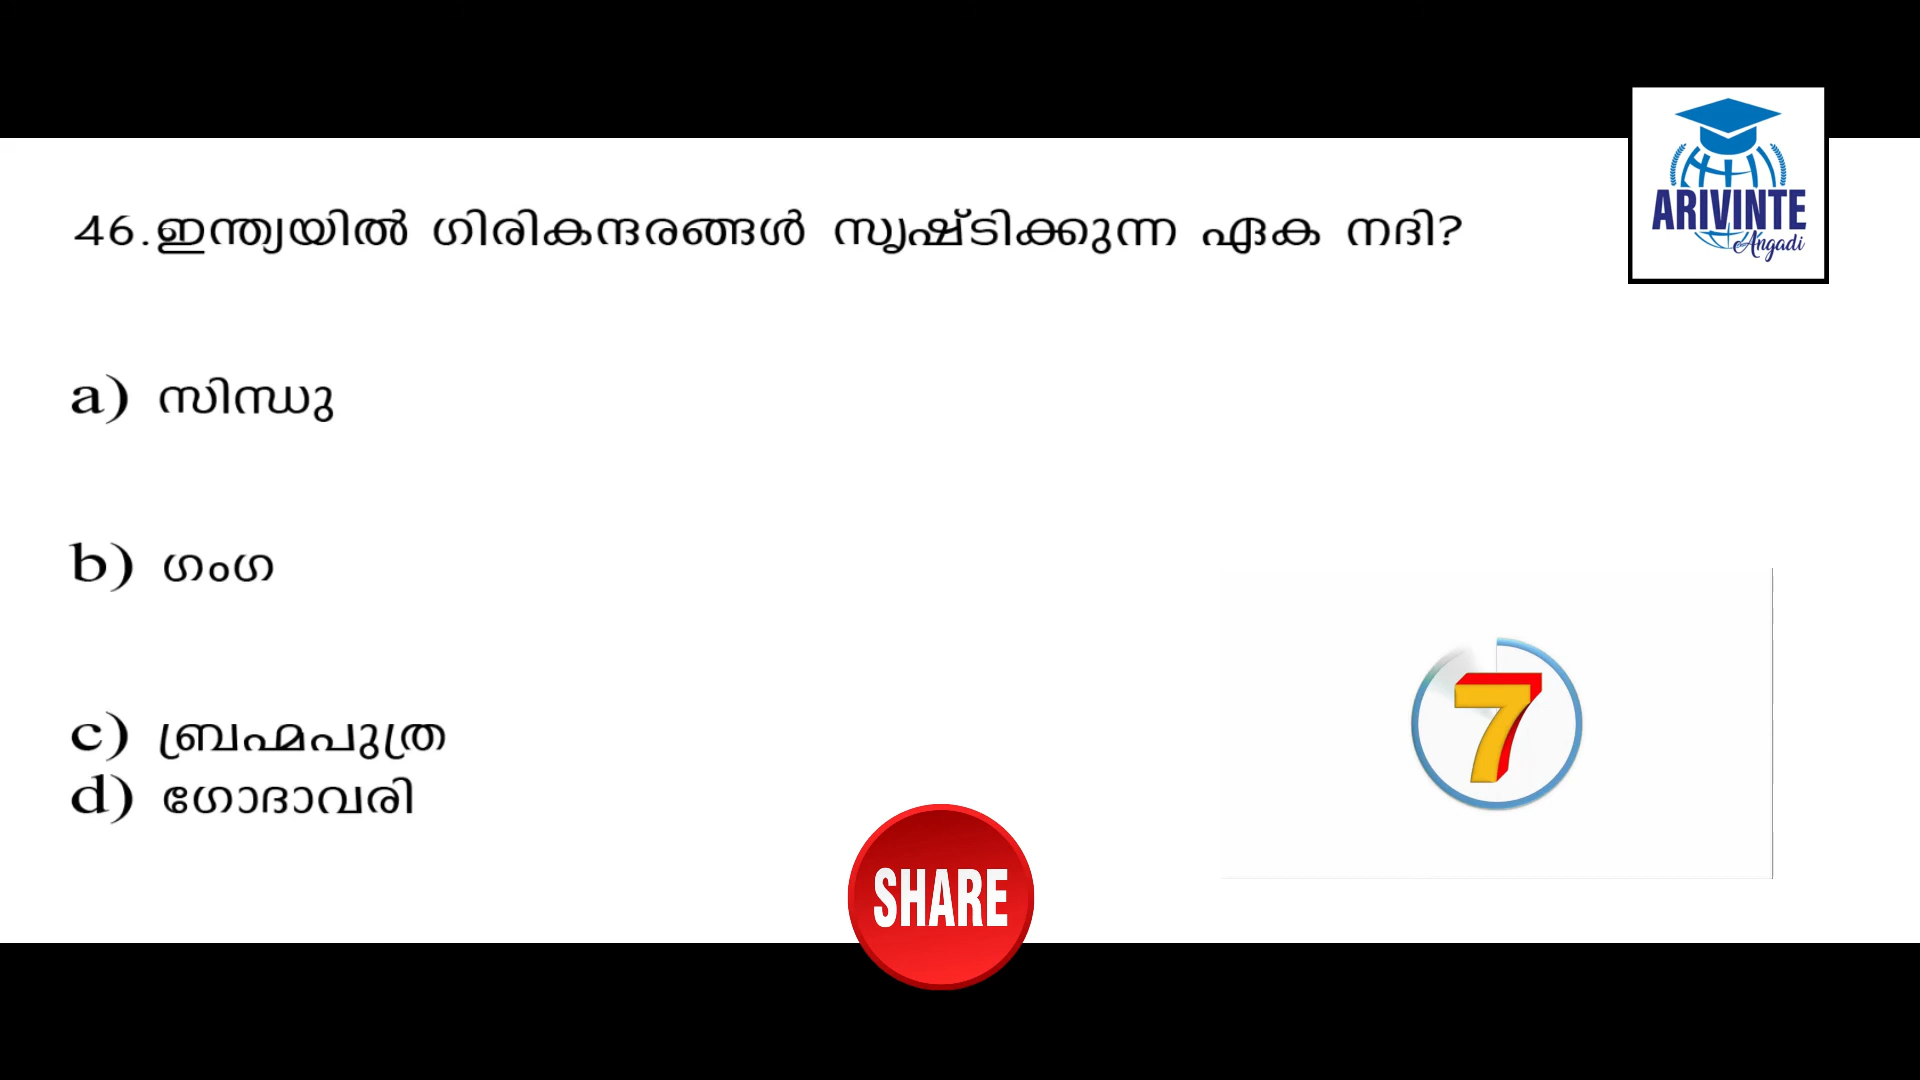 46.ഇന്ത്യയിൽ ഗിരികന്ദരങ്ങൾ സൃഷ്ടിക്കുന്ന ഏക നദി?
ARIVINTE
Angadi
a) സിന്ധു
b) ഗംഗ
7
c) ബ്രഹ്മപുത്ര
d) ഗോദാവരി
SHARE